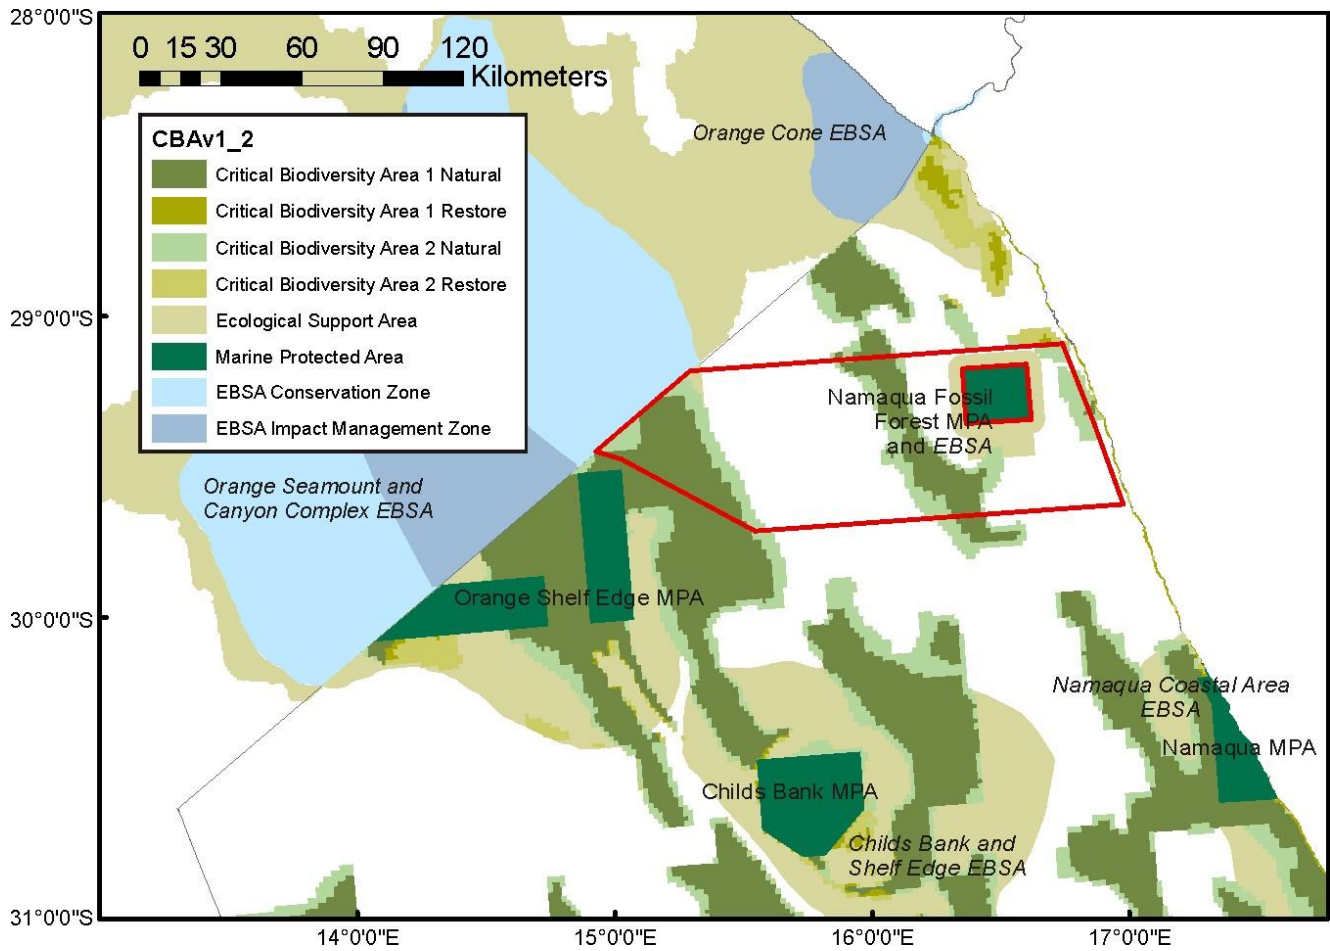 28°0'0"S
0 15 30 60 90 120
Kilometers
CBAv1_2
Critical Biodiversity Area 1 Natural
Critical Biodiversity Area 1 Restore
Critical Biodiversity Area 2 Natural
Critical Biodiversity Area 2 Restore
Ecological Support Area
Marine Protected Area
EBSA Conservation Zone
EBSA Impact Management Zone
Orange Cone EBSA
29°0'0"S
Namaqua Fossil
Forest MPA
and EBSA
Orange Seamount and
Canyon Complex EBSA
Orange Shelf Edge MPA
30°0'0"S
Namaqua Coastal Area
EBSA
Namaqua MPA
Childs Bank MPA
Childs Bank and
Shelf Edge EBSA
31°0'0"S
14°0'0"E 15°0'0"E 16°0'0"E 17°0'0"E